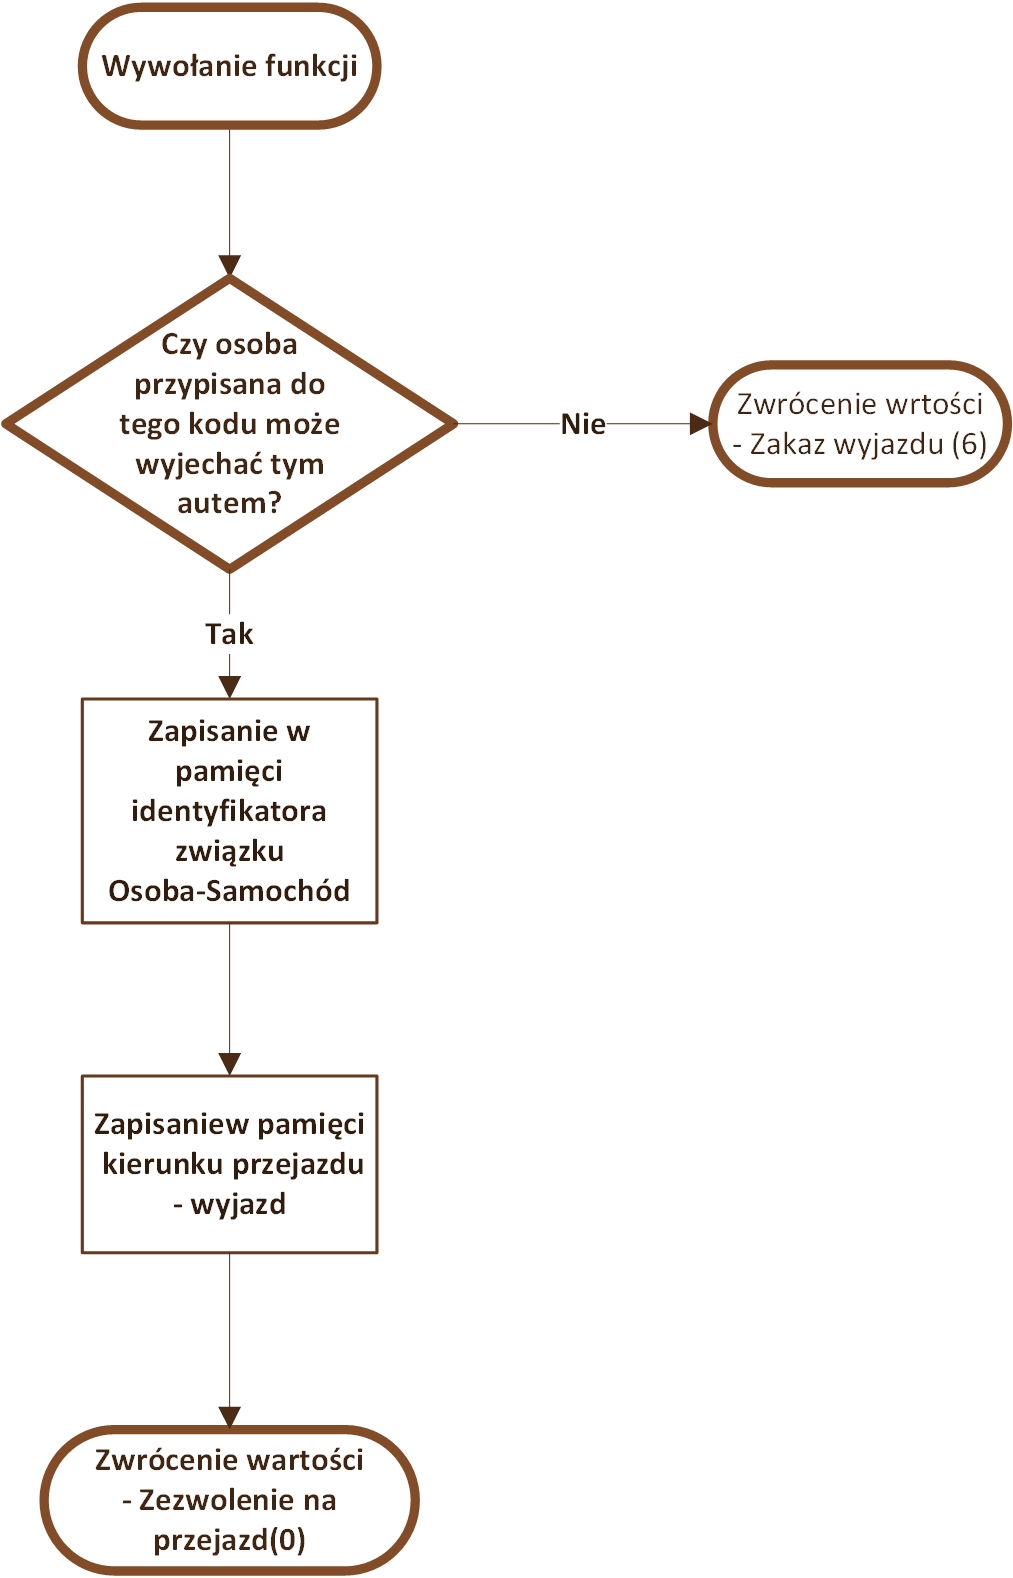 Wywołanie funkcji
Czy osoba
przypisana do
tego kodu może
wyjechać tym
autem?
Nie
Zwrócenie wrtości
- Zakaz wyjazdu (6)
Tak
Zapisanie w
pamięci
identyfikatora
związku
Osoba-Samochód
Zapisaniew pamięci
kierunku przejazdu
- wyjazd
Zwrócenie wartości
- Zezwolenie na
przejazd(0)